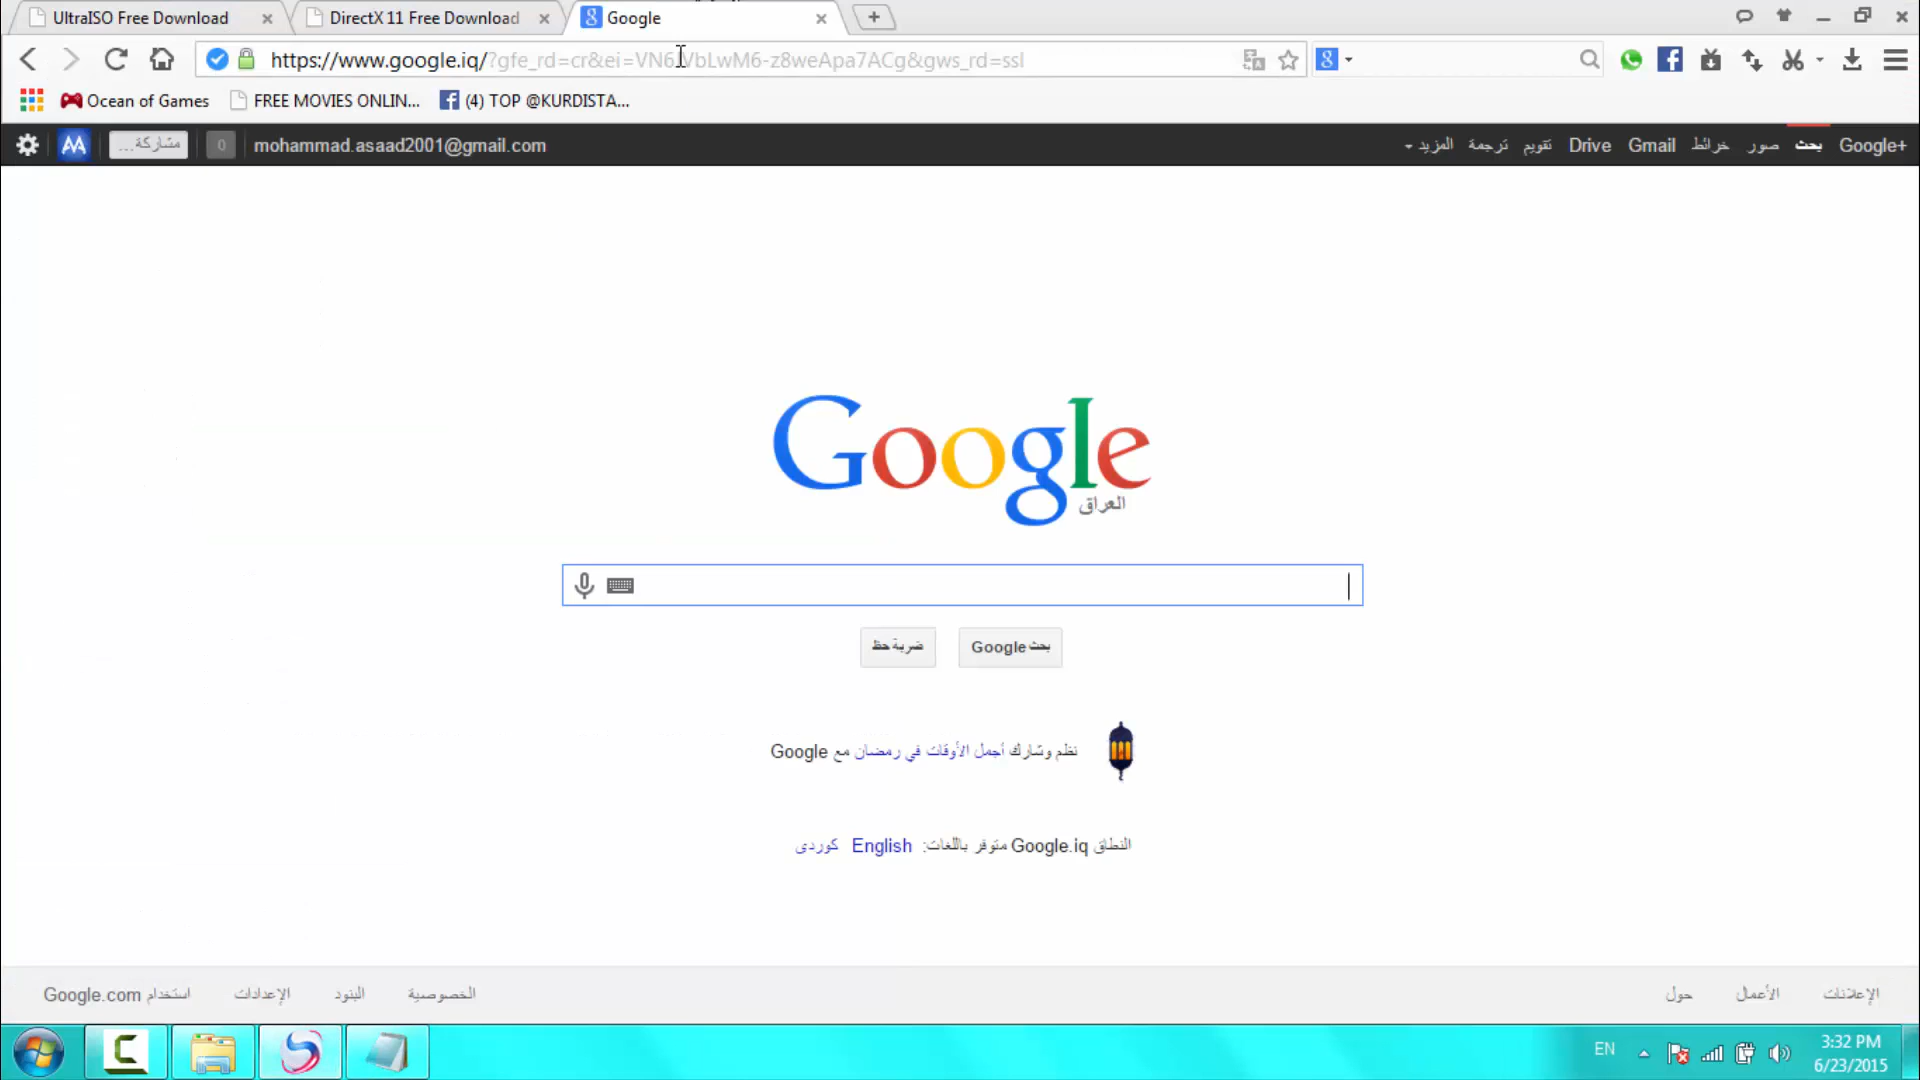 UltraISO Free Download
DirectX 11 Free Download
Google
https://www.google.iq/?gfe_rd=cr&ei=VN6JVbLwM6-z8weApa7ACg&gws_rd=ssl
Ocean of Games
FREE MOVIES ONLIN...
(4) TOP @KURDISTA...
مشاركة...
0
mohammad.asaad2001@gmail.com
Google+ بحث صور خرائط Gmail Drive تقويم ترجمة المزيد
Google
العراق
بحث Google
ضربة حظ
نظم وشارك أجمل الأوقات في رمضان مع Google
النطاق Google.iq متوفر باللغات: English كوردی
الإعلانات الأعمال حول
الخصوصية البنود الإعدادات استخدام Google.com
EN
3:32 PM
6/23/2015